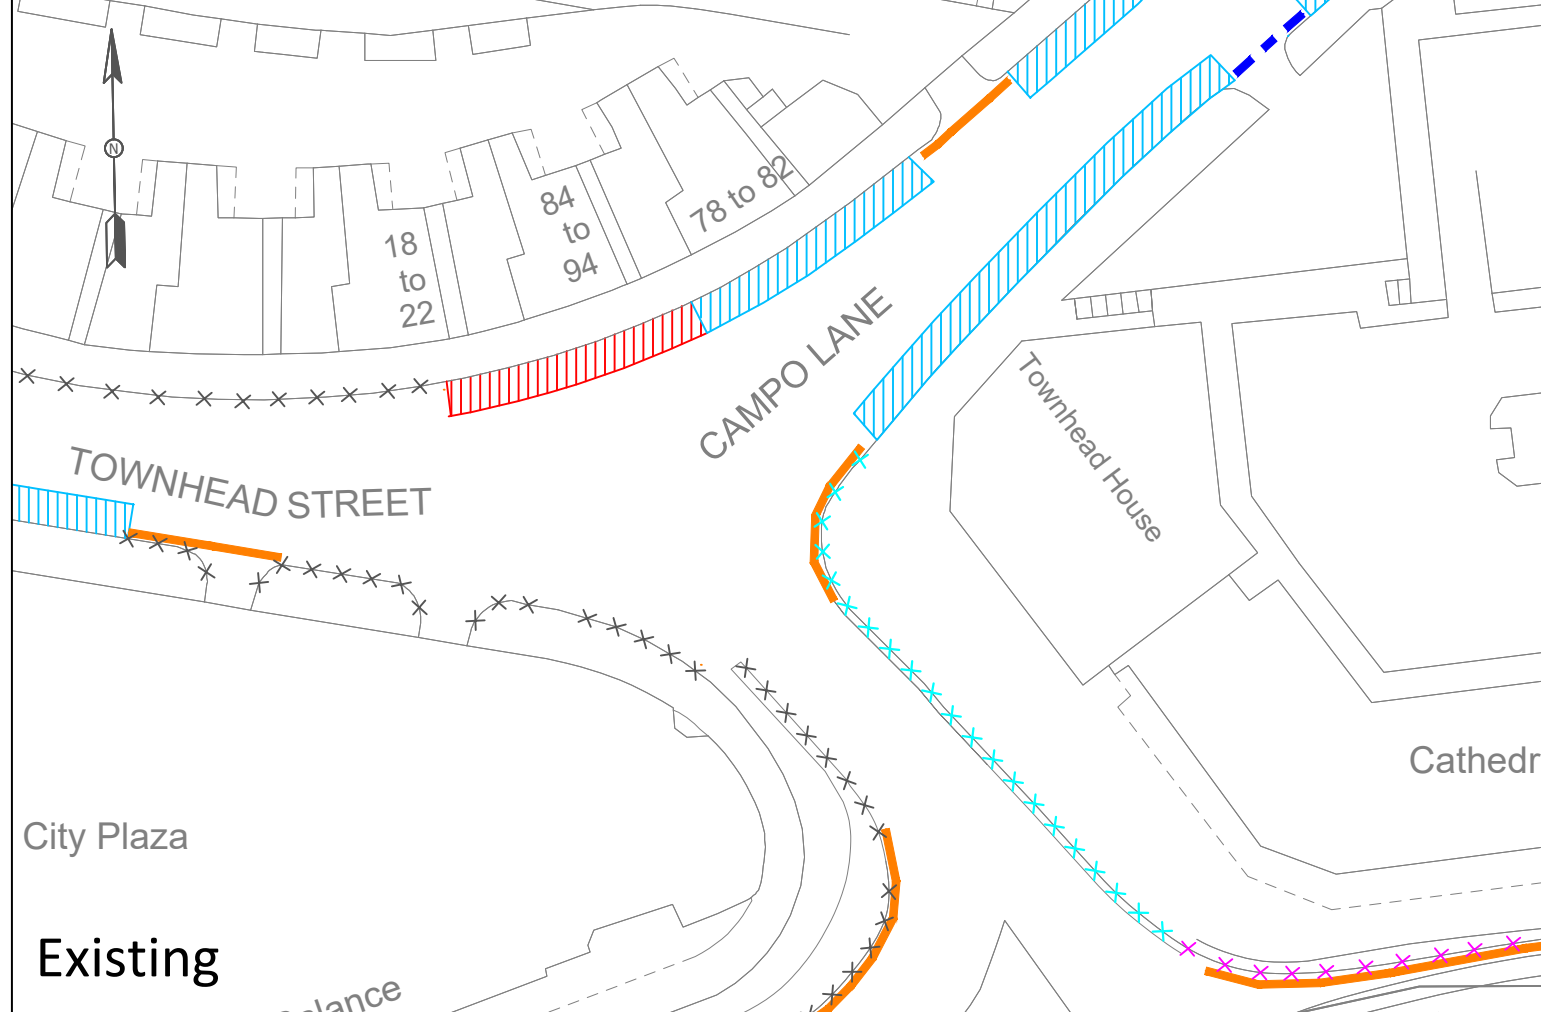 N
78 to 82
84
to
94
18
to
22
CAMPO LANE
Townhead House
TOWNHEAD STREET
Cathedr
City Plaza
Existing
alance